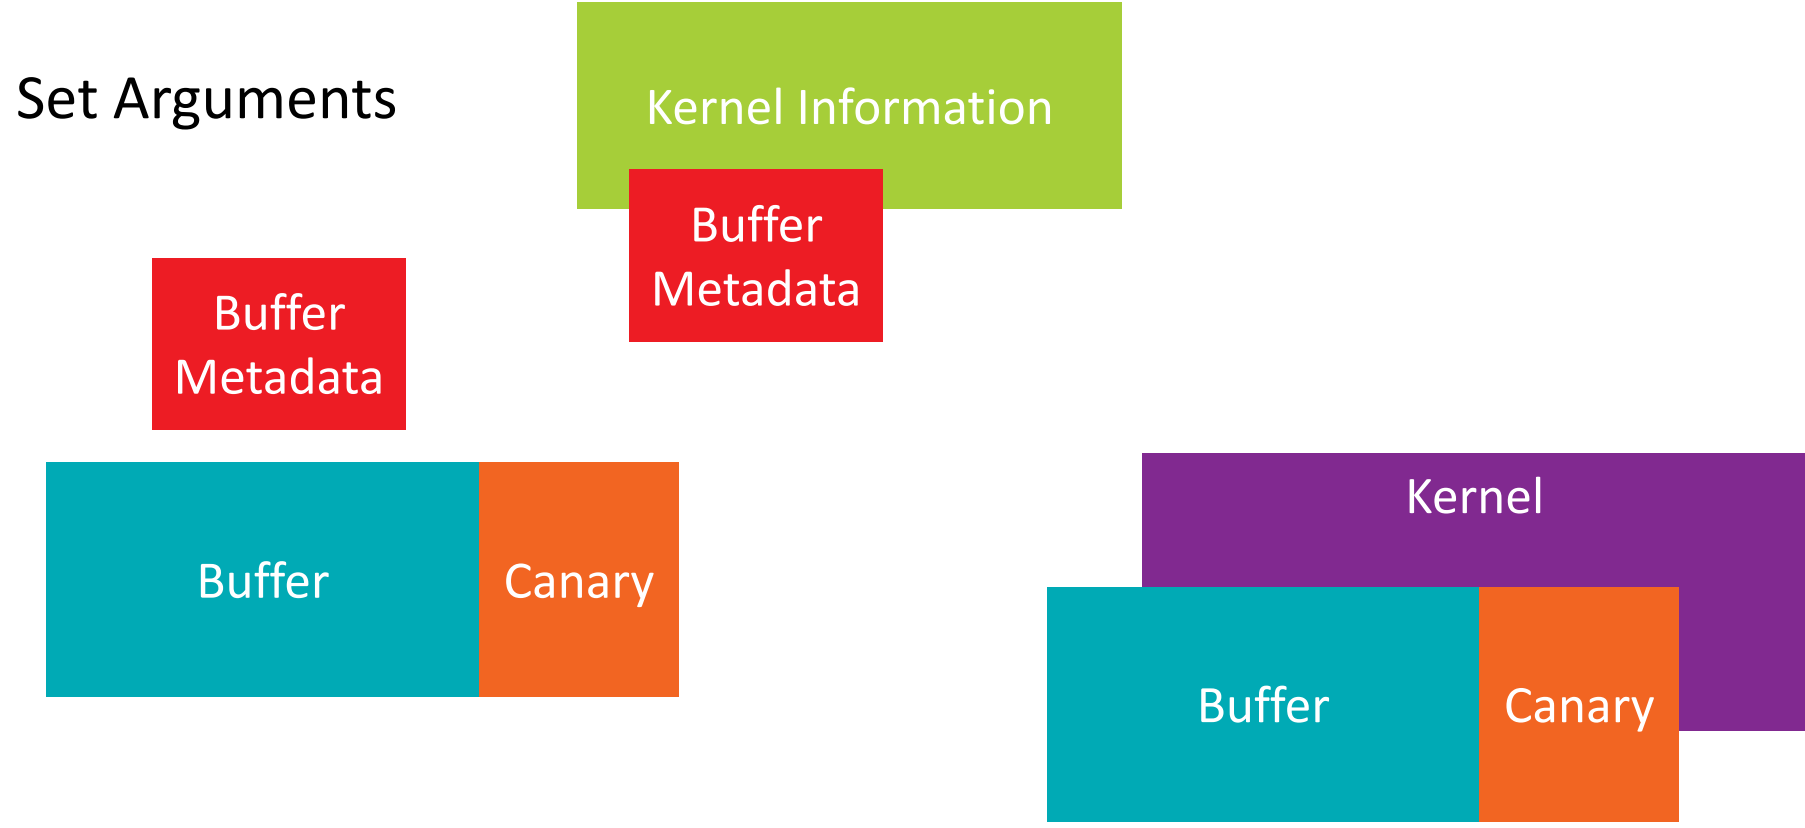 Set Arguments
Kernel Information
Buffer
Metadata
Buffer
Metadata
Buffer
Canary
Kernel
Buffer
Canary